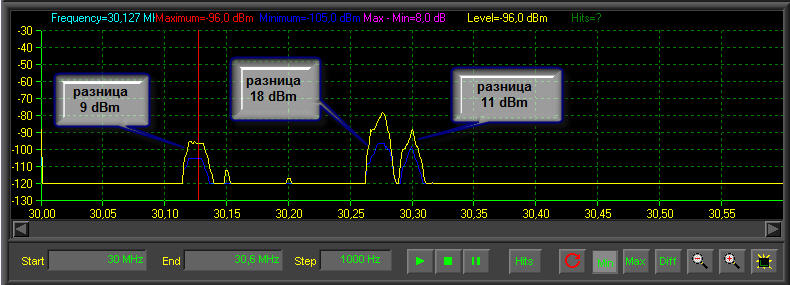 Frequency=30,127 MHMaximum=-96,0 dBm Minimum=-105,0 dBm Max - Min=8,0 dB Level=-96,0 dBm Hits=?
-30
-40
-50
-60
-70
-80
-90
-100
-110
-120
-130
разница
9 dBm
разница
18 dBm
разница
11 dBm
30,00 30,05 30,10 30,15 30,20 30,25 30,30 30,35 30,40 30,45 30,50 30,55
Start 30 MHz End 30,6 MHz Step 1000 Hz Hits Min Max Diff